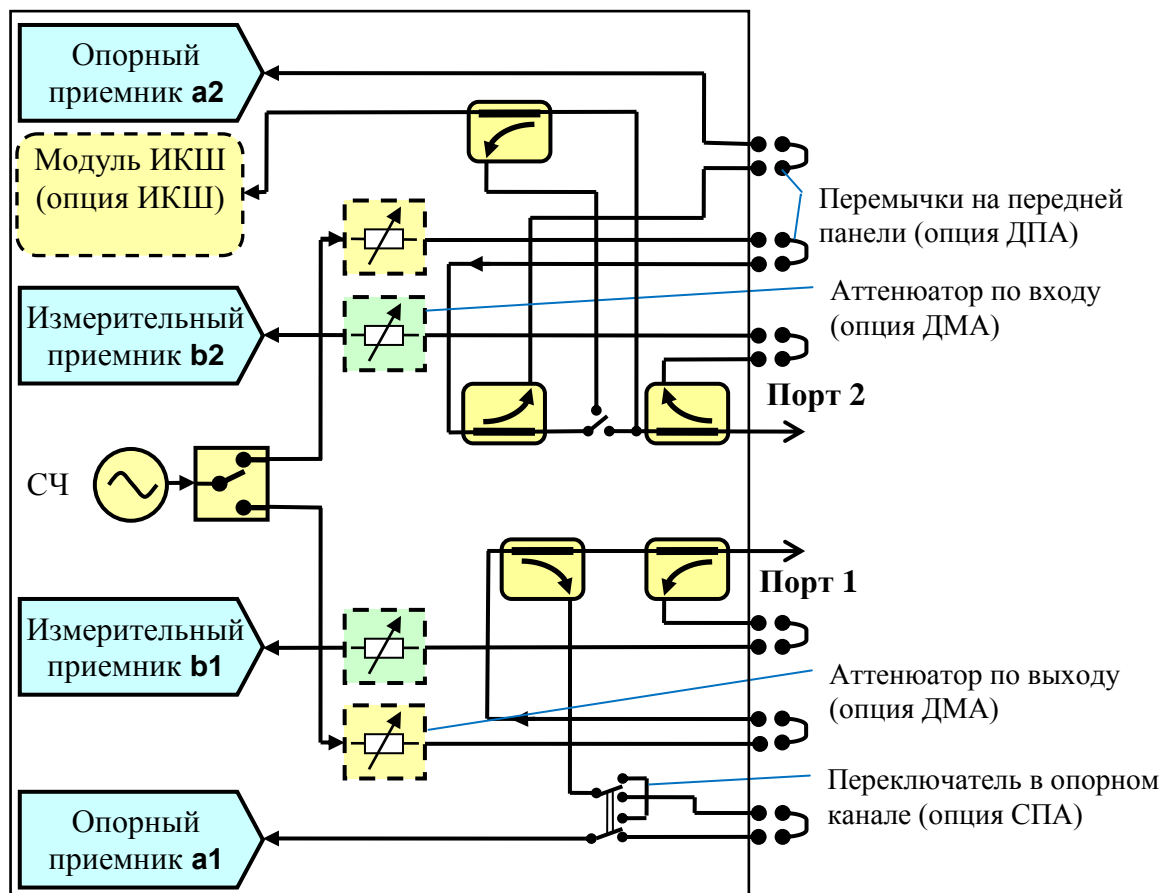 Опорный
приемник a2
Модуль ИКШ
(опция ИКШ)
Перемычки на передней
панели (опция ДПА)
Аттенюатор по входу
(опция ДМА)
Измерительный
приемник b2
Порт 2
СЧ
Порт 1
Измерительный
приемник b1
Аттенюатор по выходу
(опция ДМА)
Переключатель в опорном
канале (опция СПА)
Опорный
приемник a1